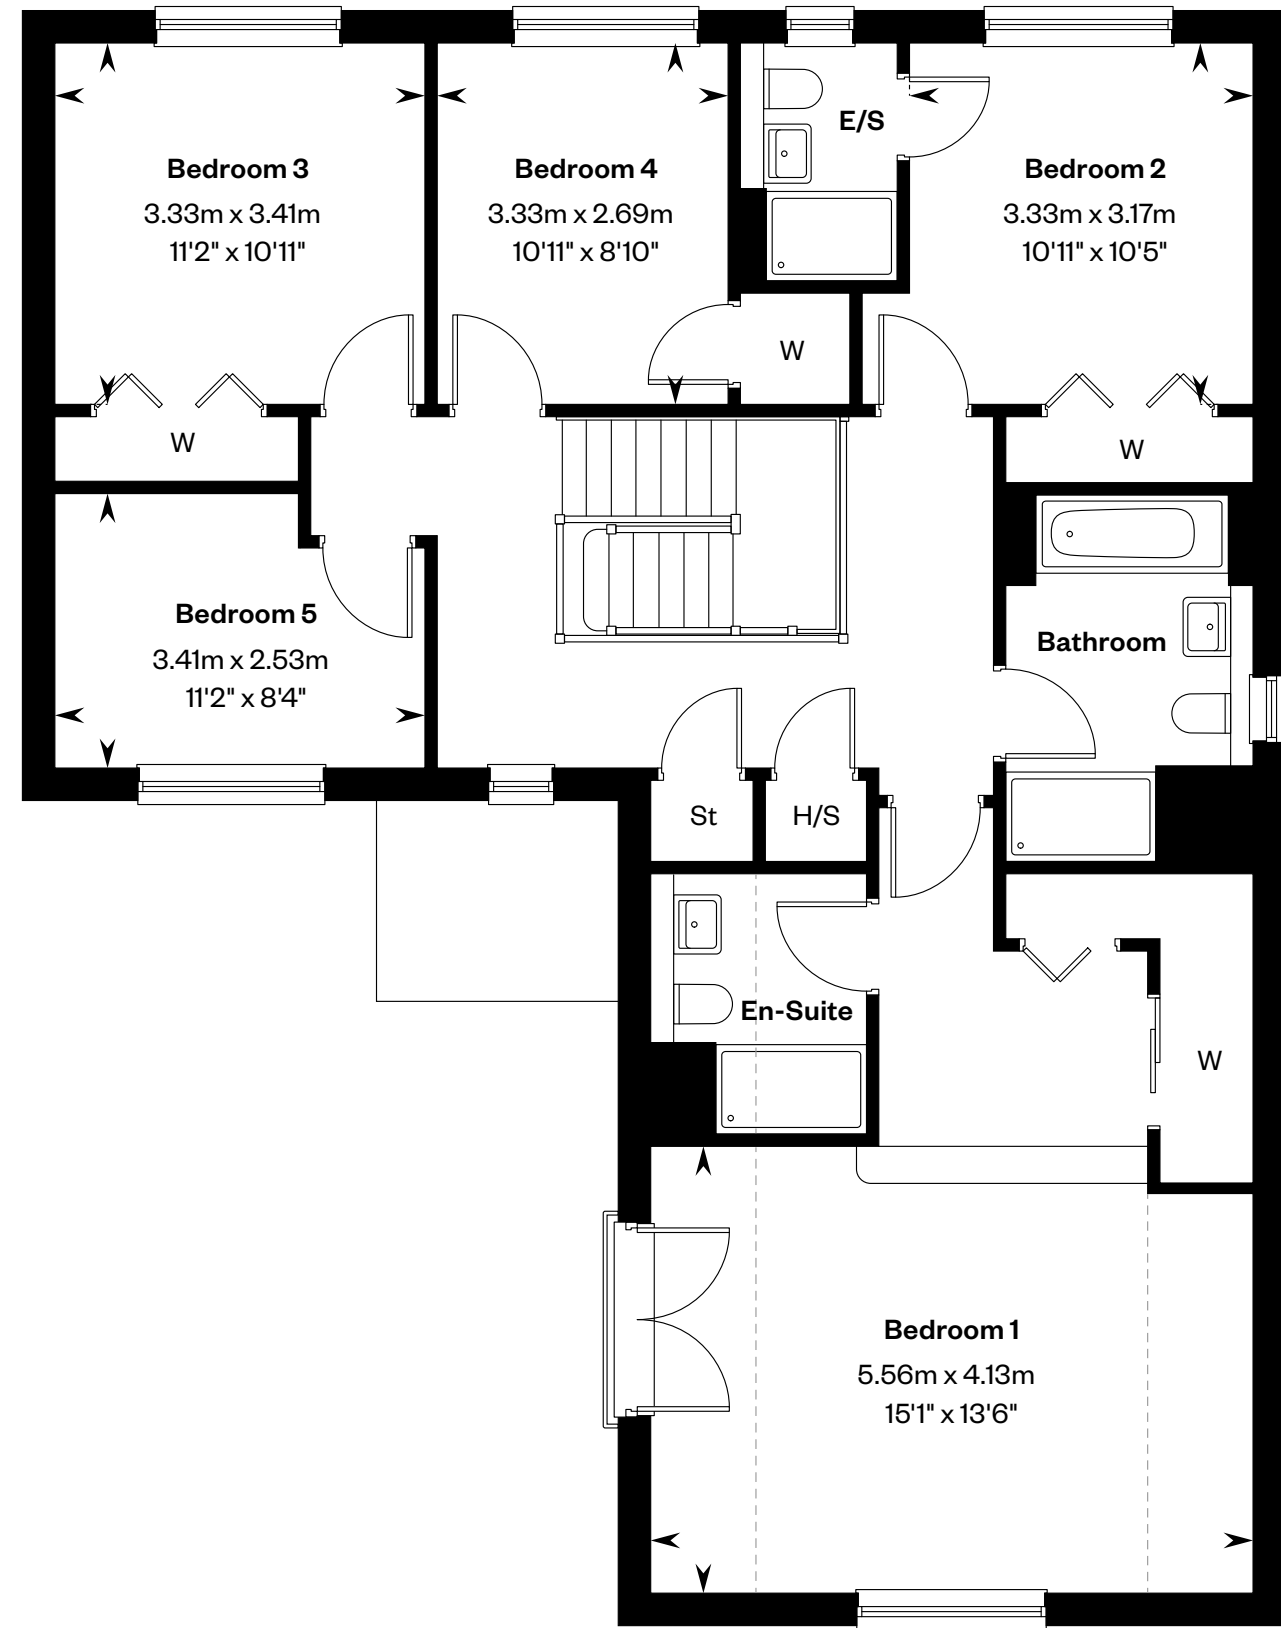 E/S
Bedroom 3
3.33m x 3.41m
11'2" x 10'11"
Bedroom 4
3.33m x 2.69m
10'11" x 8'10"
Bedroom 2
3.33m x 3.17m
10'11" x 10'5"
W
W
W
Bedroom 5
3.41m x 2.53m
11'2" x 8'4"
Bathroom
St
H/S
En-Suite
W
Bedroom 1
5.56m x 4.13m
15'1" x 13'6"